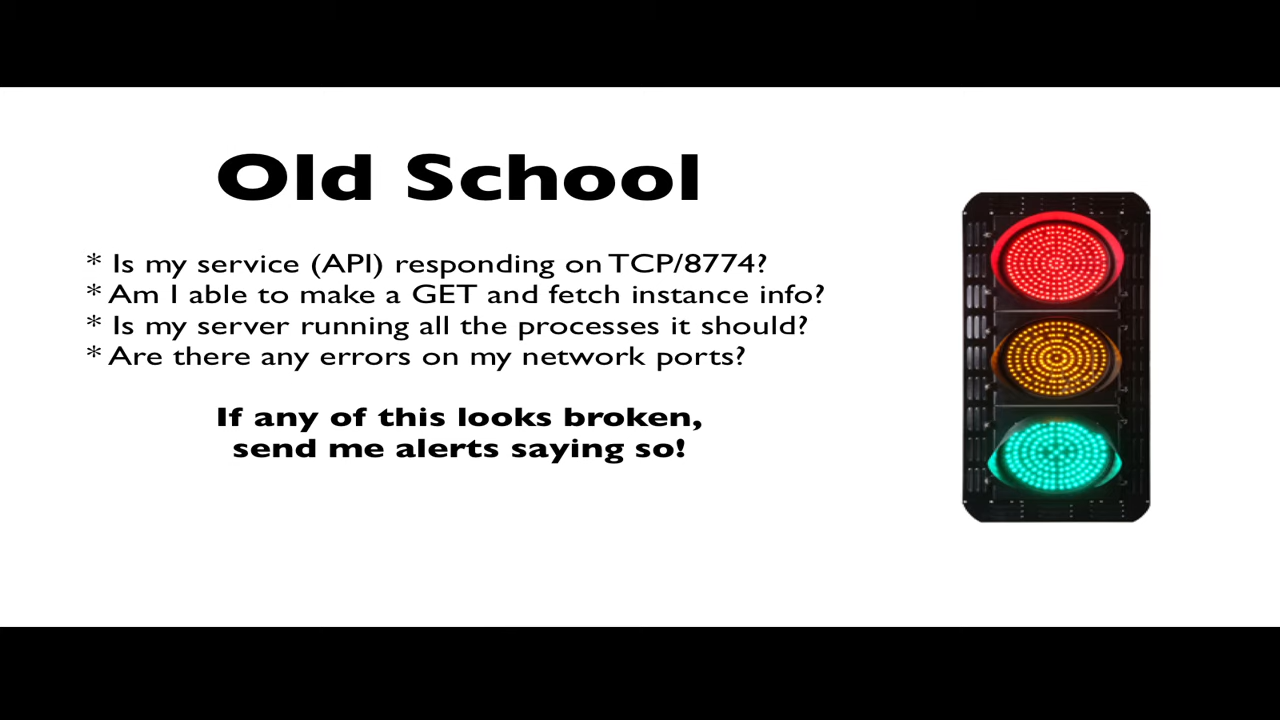 Old School
* Is my service (API) responding on TCP/8774?
* Am I able to make a GET and fetch instance info?
* Is my server running all the processes it should?
* Are there any errors on my network ports?
If any of this looks broken,
send me alerts saying so!